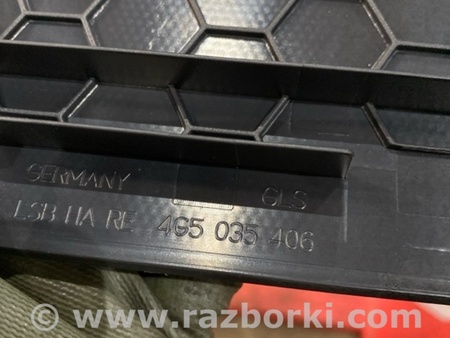 GERMANY GLS
LSB HA RE 4G5 035 406
© www.razborki.com